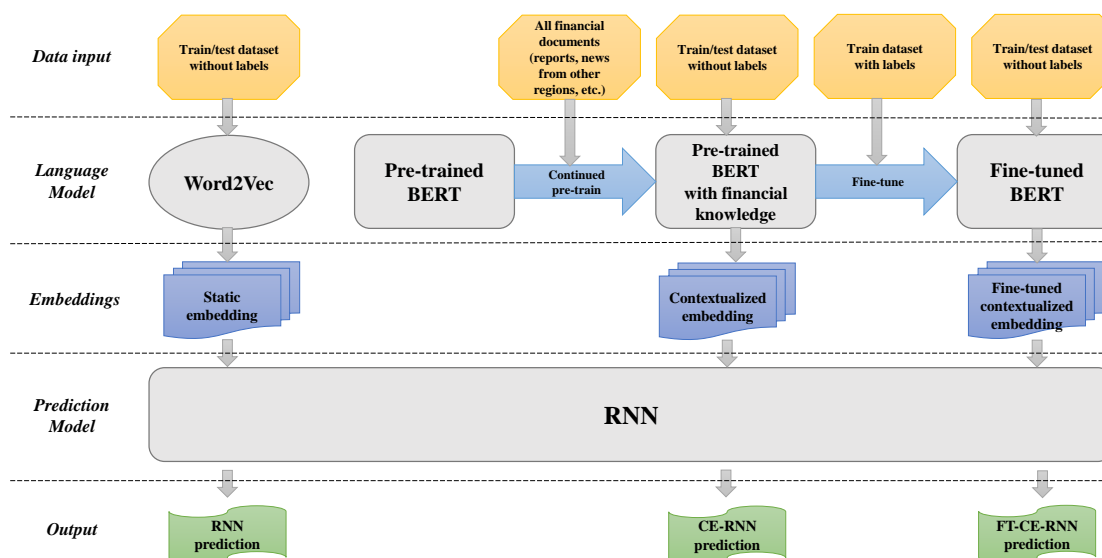 Data input
Train/test dataset
without labels
All financial
documents
(reports, news
from other
regions, etc.)
Train/test dataset
without labels
Train dataset
with labels
Train/test dataset
without labels
Language
Model
Word2Vec
Pre-trained
BERT
Continued
pre-train
Pre-trained
BERT
with financial
knowledge
Fine-tune
Fine-tuned
BERT
Embeddings
Static
embedding
Contextualized
embedding
Fine-tuned
contextualized
embedding
Prediction
Model
RNN
Output
RNN
prediction
CE-RNN
prediction
FT-CE-RNN
prediction